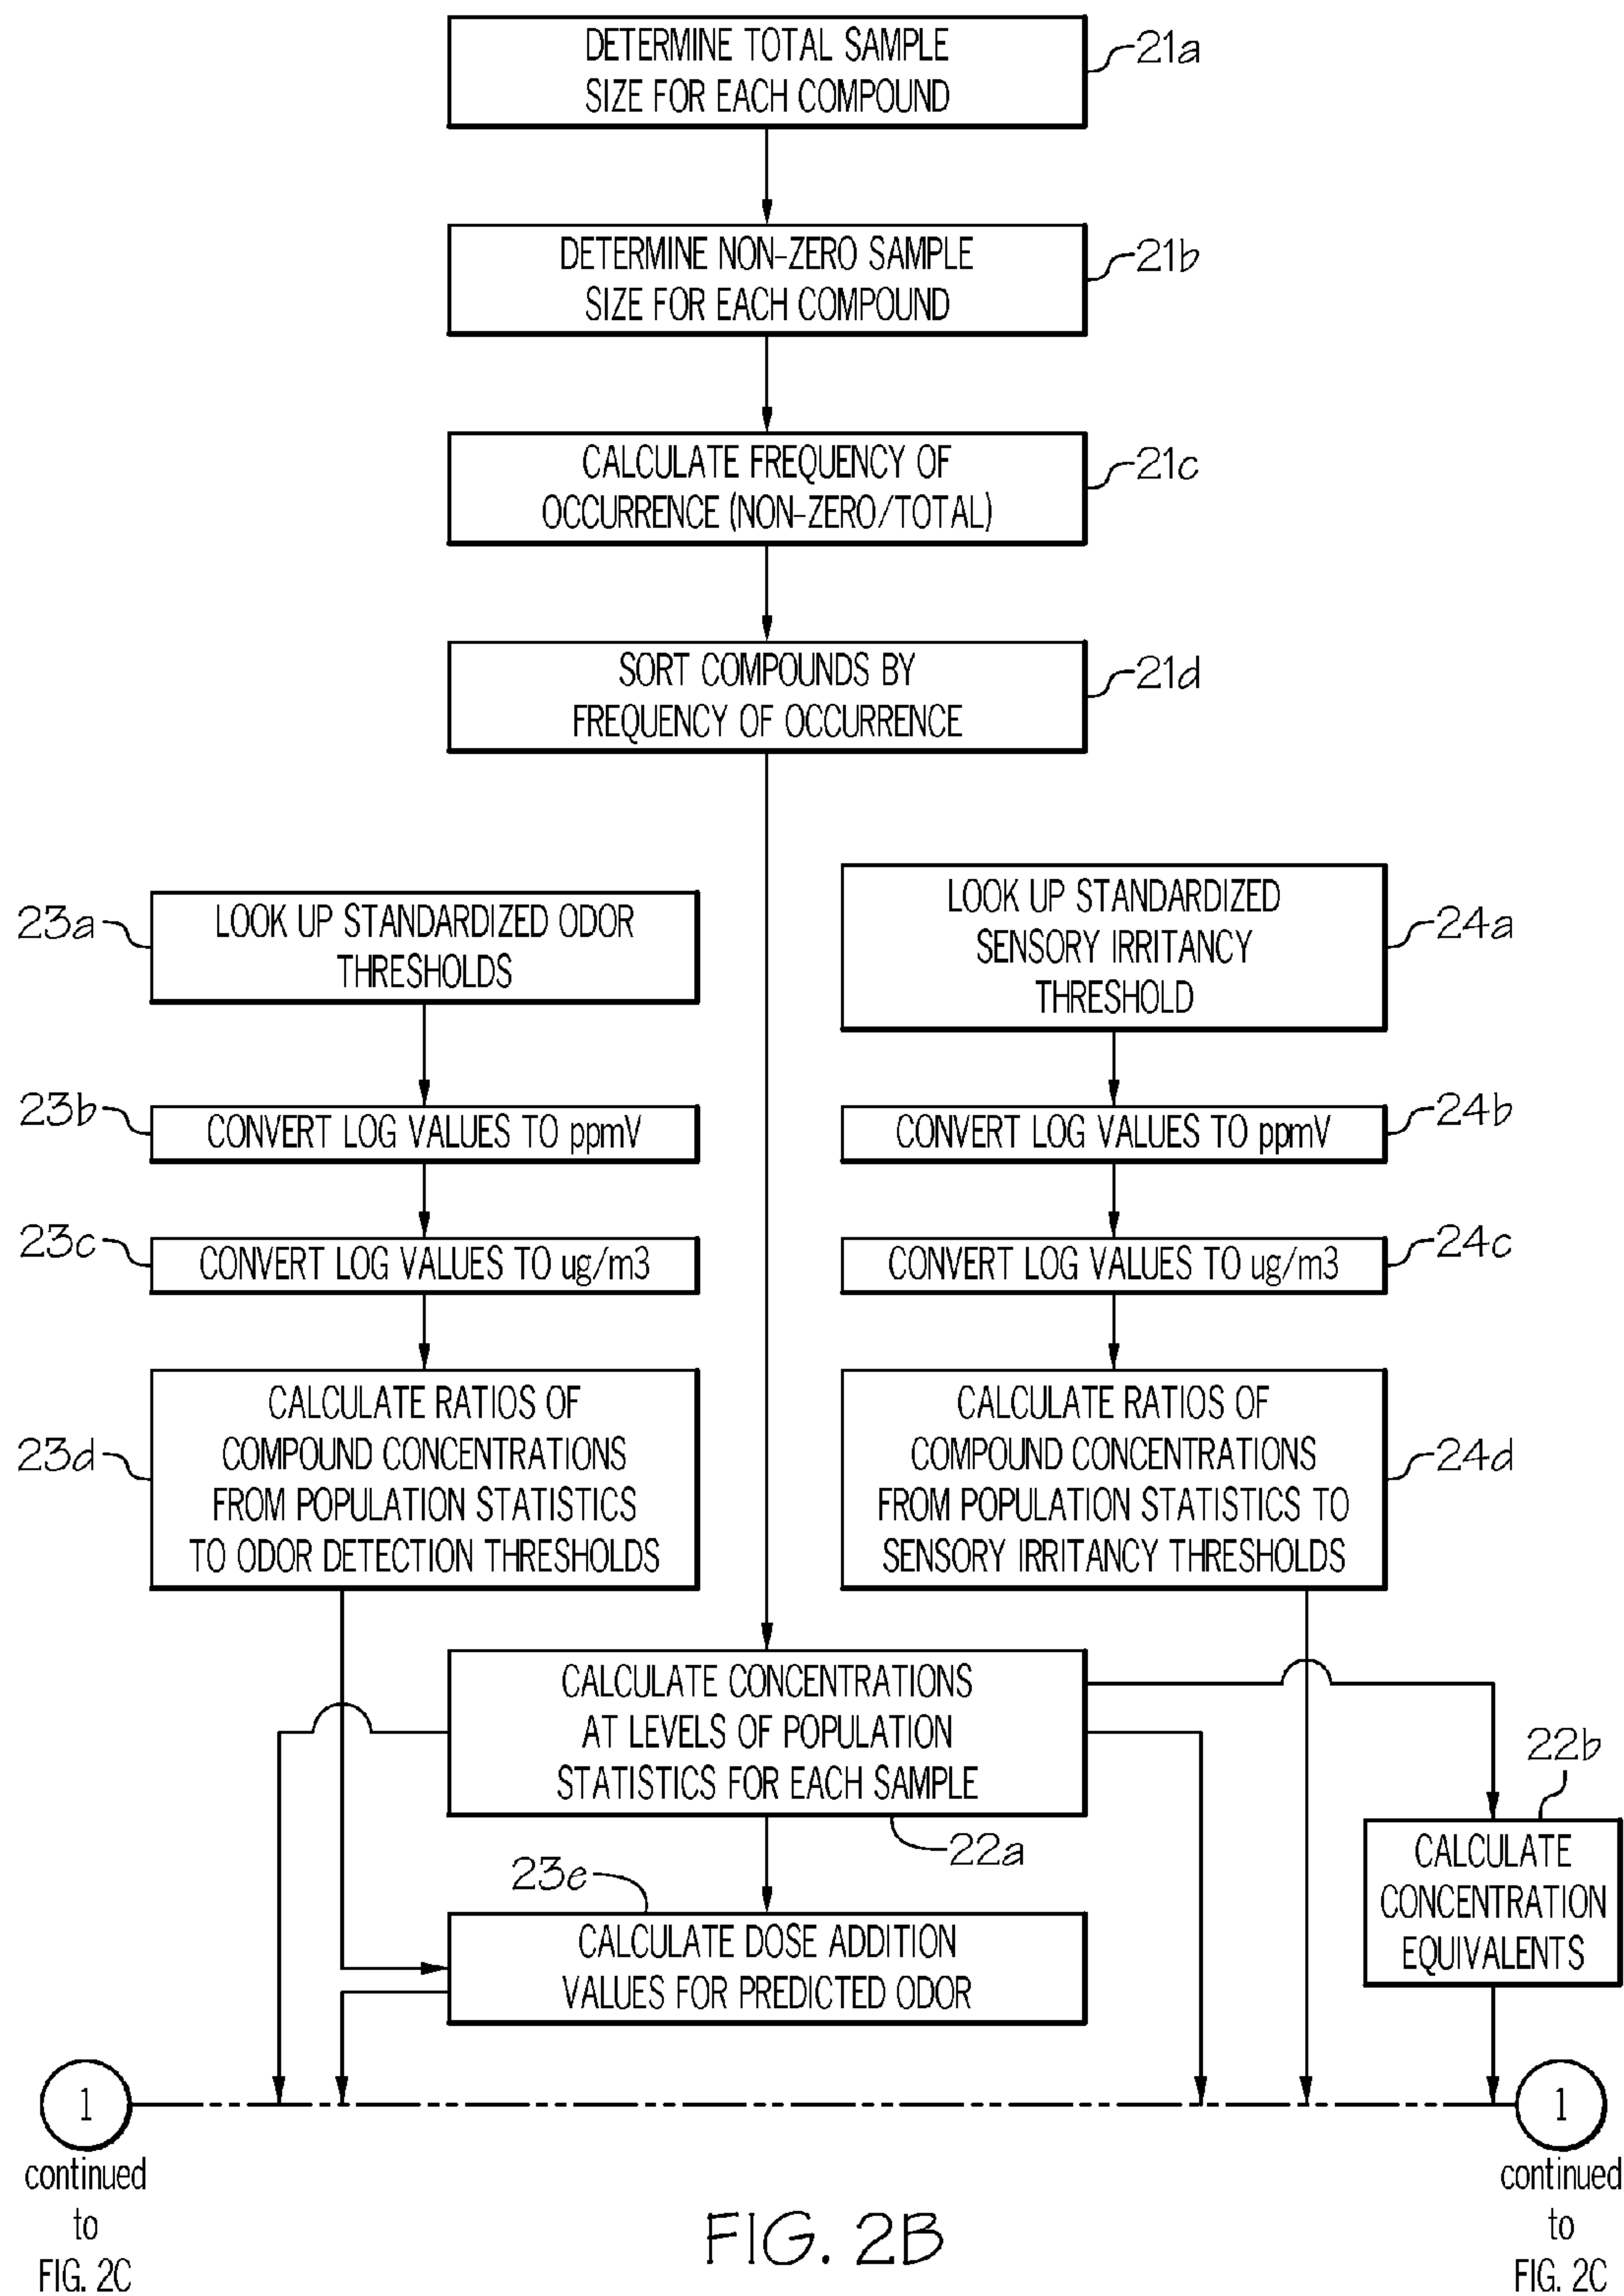 DETERMINE TOTAL SAMPLE
SIZE FOR EACH COMPOUND
21a
DETERMINE NON-ZERO SAMPLE
SIZE FOR EACH COMPOUND
21b
CALCULATE FREQUENCY OF
OCCURRENCE (NON-ZERO/TOTAL)
21c
SORT COMPOUNDS BY
FREQUENCY OF OCCURRENCE
21d
23a
LOOK UP STANDARDIZED ODOR
THRESHOLDS
LOOK UP STANDARDIZED
SENSORY IRRITANCY
THRESHOLD
24a
23b
CONVERT LOG VALUES TO ppmV
CONVERT LOG VALUES TO ppmV
24b
23c
CONVERT LOG VALUES TO ug/m3
CONVERT LOG VALUES TO ug/m3
24c
23d
CALCULATE RATIOS OF
COMPOUND CONCENTRATIONS
FROM POPULATION STATISTICS
TO ODOR DETECTION THRESHOLDS
CALCULATE RATIOS OF
COMPOUND CONCENTRATIONS
FROM POPULATION STATISTICS TO
SENSORY IRRITANCY THRESHOLDS
24d
CALCULATE CONCENTRATIONS
AT LEVELS OF POPULATION
STATISTICS FOR EACH SAMPLE
22a
22b
CALCULATE
CONCENTRATION
EQUIVALENTS
23e
CALCULATE DOSE ADDITION
VALUES FOR PREDICTED ODOR
1
continued
to
FIG. 2C
1
continued
to
FIG. 2C
FIG. 2B